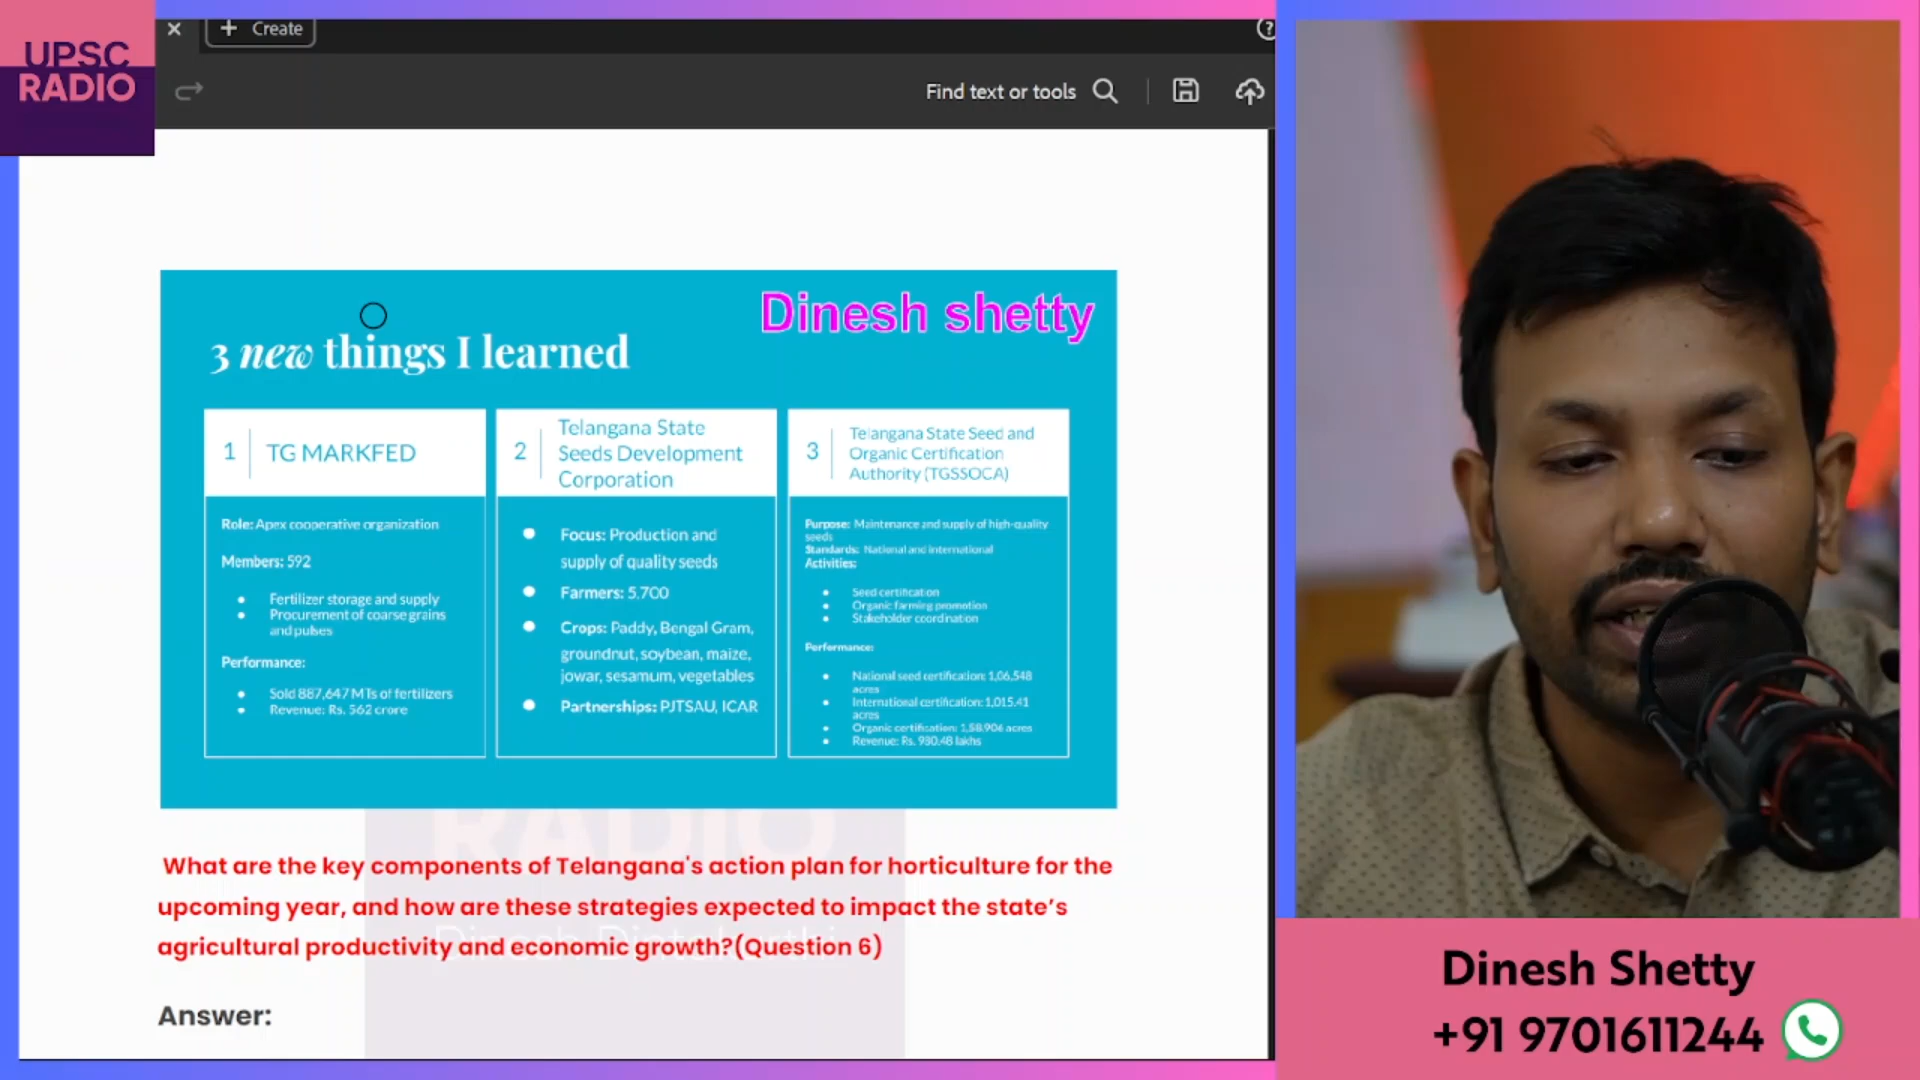 UPSC
RADIO
Create
Find text or tools
Dinesh shetty
3 new things I learned
1 TG MARKFED
Role: Apex cooperative organization
Members: 592
Fertilizer storage and supply
Procurement of coarse grains
and pulses
Performance:
Sold 887,647 MTs of fertilizers
Revenue: Rs. 562 crore
2 Telangana State
Seeds Development
Corporation
Focus: Production and
supply of quality seeds
Farmers: 5,700
Crops: Paddy, Bengal Gram,
groundnut, soybean, maize,
jowar, sesamum, vegetables
Partnerships: PJTSAU, ICAR
3 Telangana State Seed and
Organic Certification
Authority (TGSSOCA)
Purpose: Maintenance and supply of high-quality
seeds
Standards: National and international
Activities:
Seed certification
Organic farming promotion
Stakeholder coordination
Performance:
National seed certification: 1,06,548
acres
International certification: 1,015.41
acres
Organic certification: 1,58,906 acres
Revenue: Rs. 980.48 lakhs
RADIO
What are the key components of Telangana's action plan for horticulture for the
upcoming year, and how are these strategies expected to impact the state's
agricultural productivity and economic growth?(Question 6)
Answer:
Dinesh Shetty
+91 9701611244